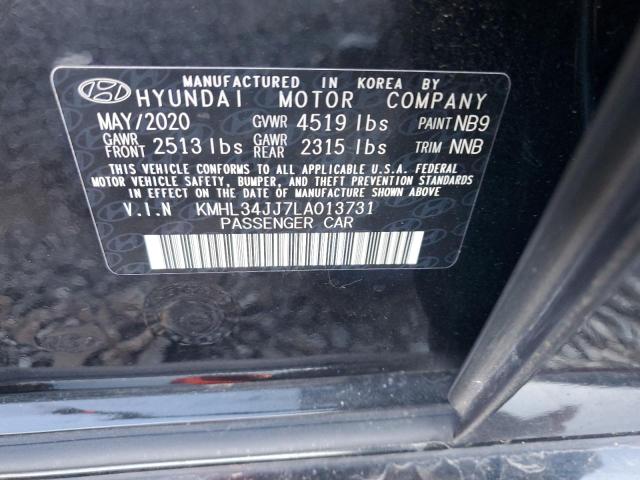 MANUFACTURED IN KOREA BY
HYUNDAI MOTOR COMPANY
MAY/2020 GVWR 4519 lbs PAINT NB9
GAWR FRONT 2513 lbs GAWR REAR 2315 lbs TRIM NNB
THIS VEHICLE CONFORMS TO ALL APPLICABLE U.S.A. FEDERAL
MOTOR VEHICLE SAFETY, BUMPER, AND THEFT PREVENTION STANDARDS
IN EFFECT ON THE DATE OF MANUFACTURE SHOWN ABOVE.
V.I.N KMHL34JJ7LA013731
PASSENGER CAR